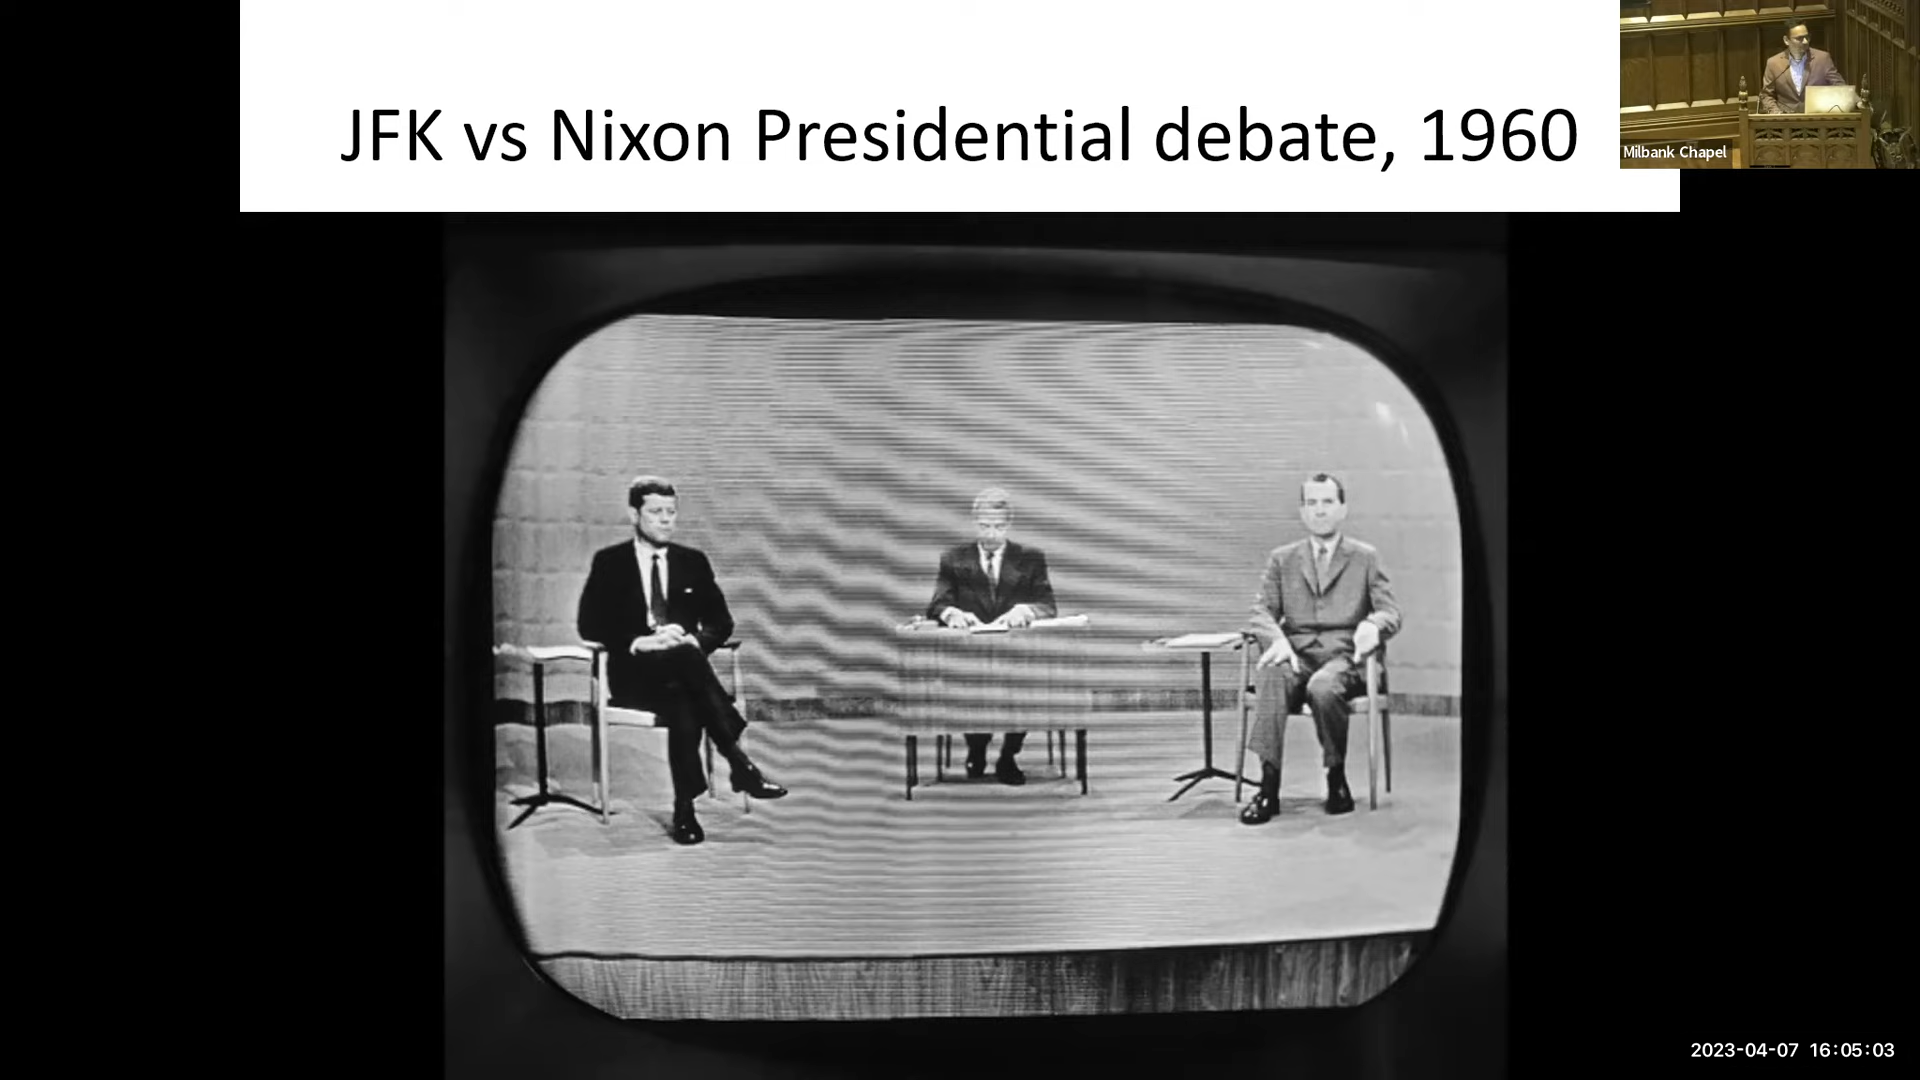 JFK vs Nixon Presidential debate, 1960
Milbank Chapel
2023-04-07 16:05:03